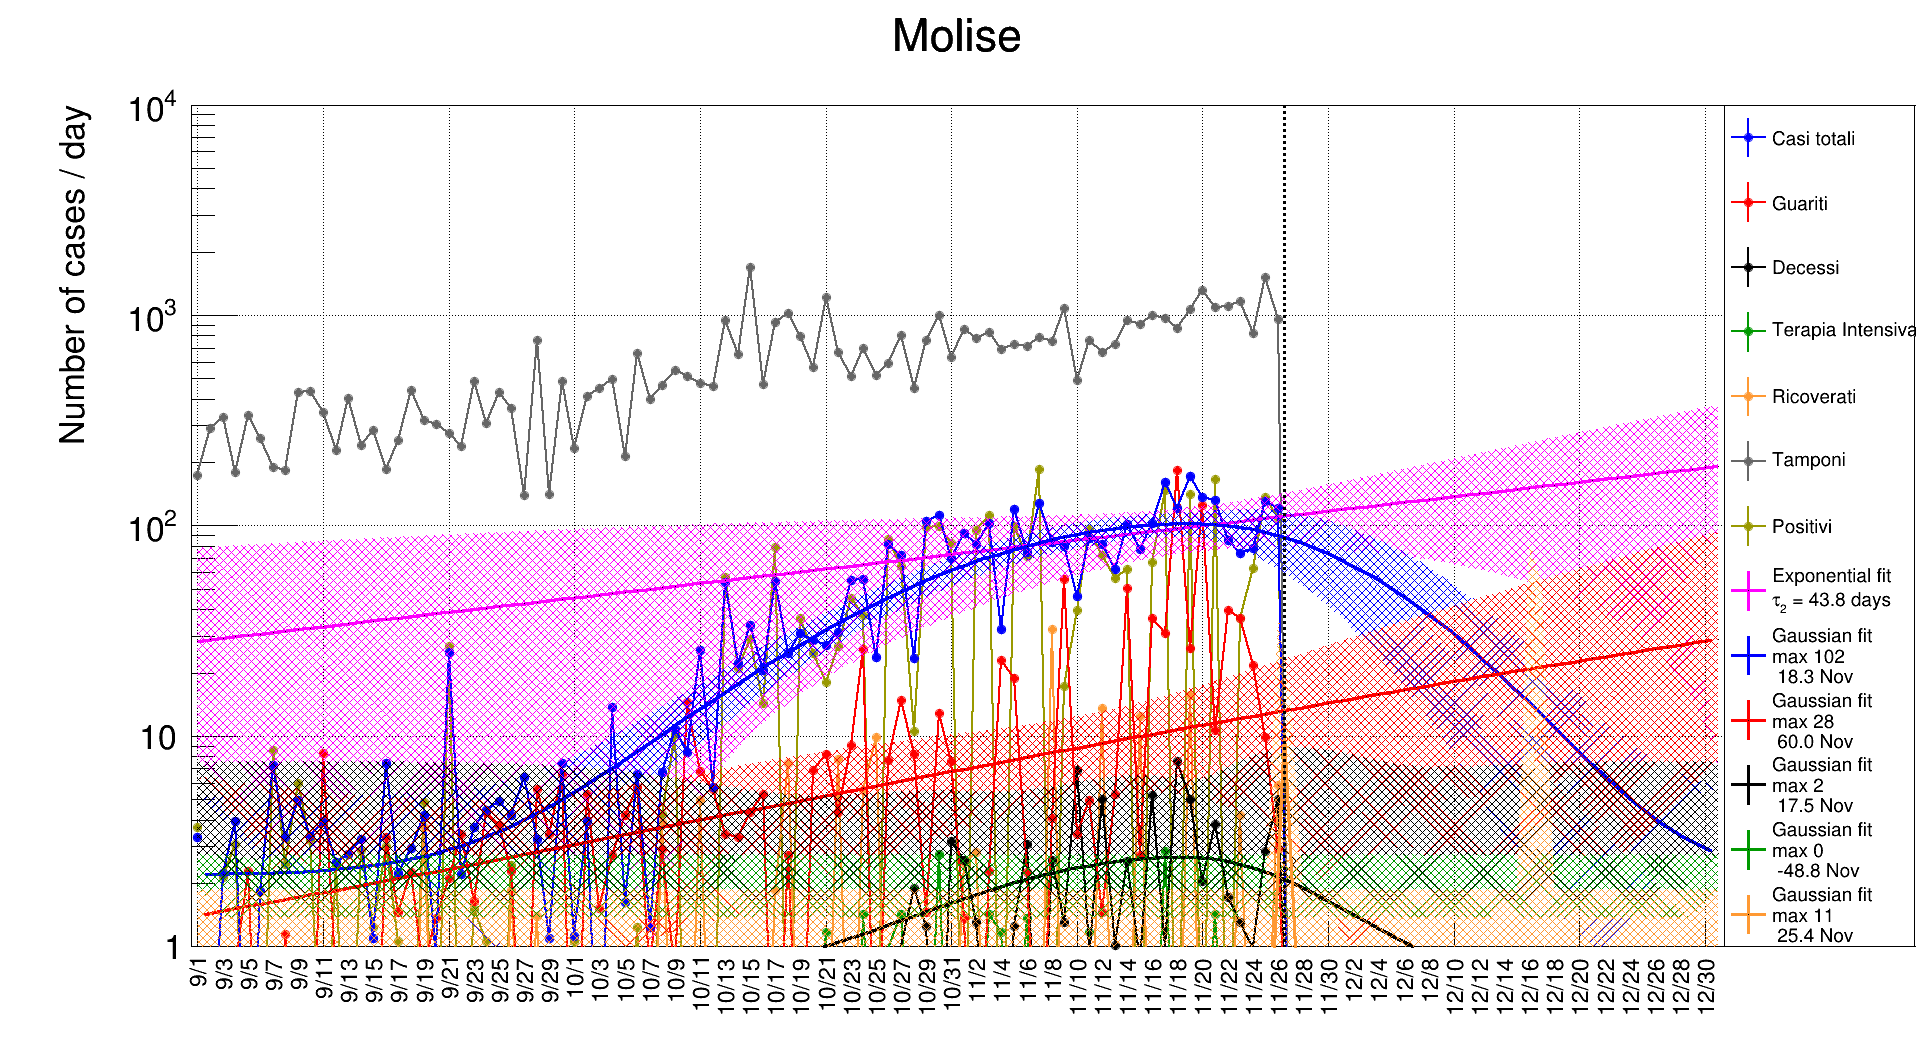 Molise
Number of cases / day
10^4
10^3
10^2
10
1
9/1 9/3 9/5 9/7 9/9 9/11 9/13 9/15 9/17 9/19 9/21 9/23 9/25 9/27 9/29 10/1 10/3 10/5 10/7 10/9 10/11 10/13 10/15 10/17 10/19 10/21 10/23 10/25 10/27 10/29 10/31 11/2 11/4 11/6 11/8 11/10 11/12 11/14 11/16 11/18 11/20 11/22 11/24 11/26 11/28 11/30 12/2 12/4 12/6 12/8 12/10 12/12 12/14 12/16 12/18 12/20 12/22 12/24 12/26 12/28 12/30
Casi totali
Guariti
Decessi
Terapia Intensiva
Ricoverati
Tamponi
Positivi
Exponential fit
τ₂ = 43.8 days
Gaussian fit
max 102
18.3 Nov
Gaussian fit
max 28
60.0 Nov
Gaussian fit
max 2
17.5 Nov
Gaussian fit
max 0
-48.8 Nov
Gaussian fit
max 11
25.4 Nov